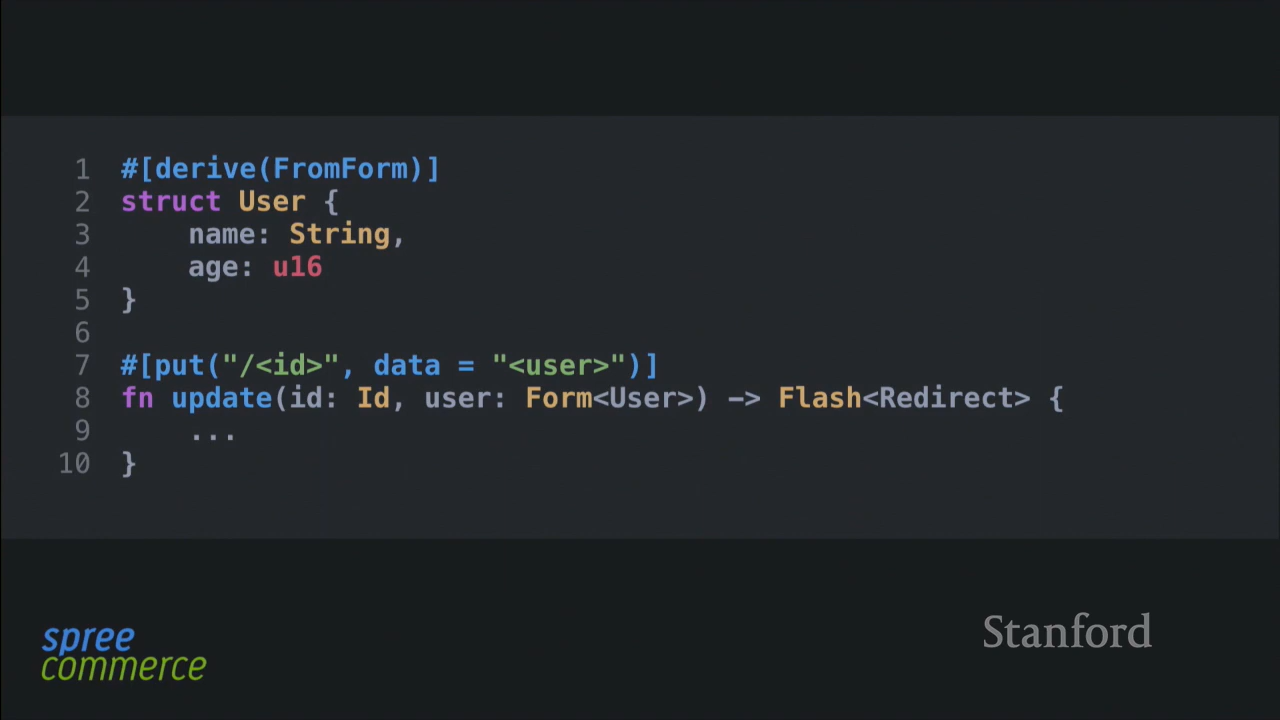 1 #[derive(FromForm)]
2 struct User {
3     name: String,
4     age: u16
5 }
6
7 #[put("/<id>", data = "<user>")]
8 fn update(id: Id, user: Form<User>) -> Flash<Redirect> {
9     ...
10 }
spree
commerce
Stanford